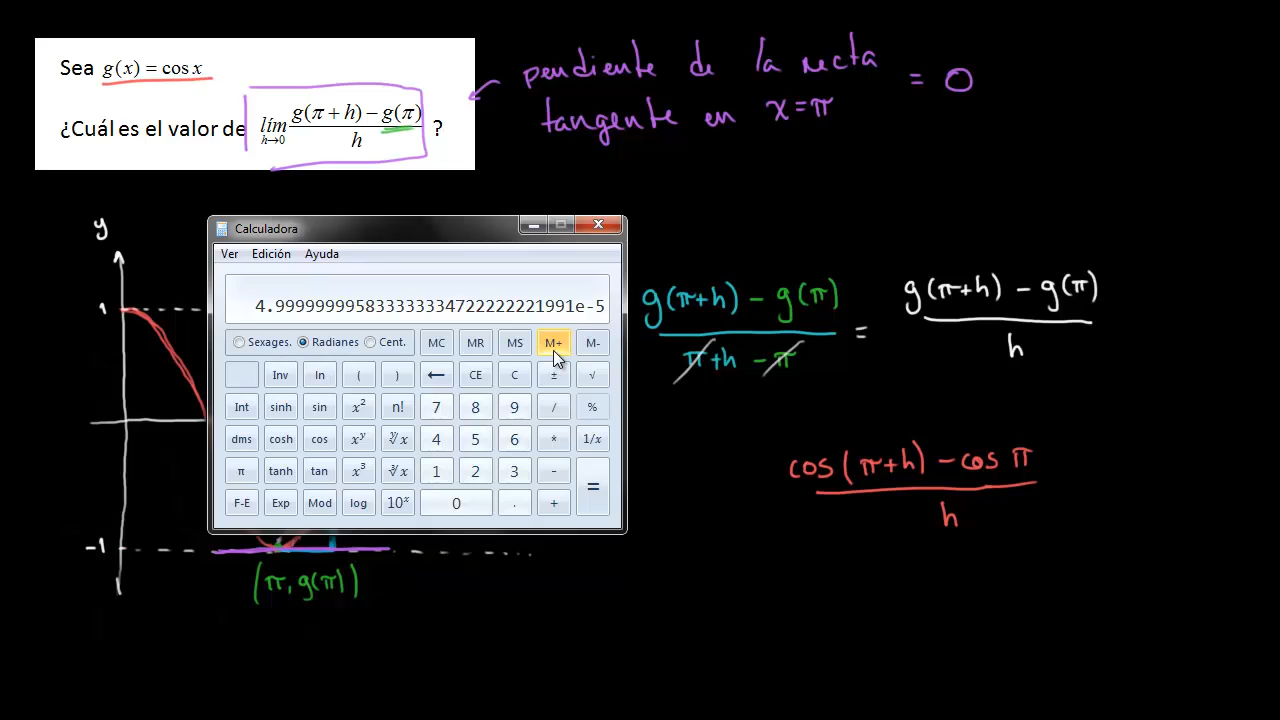 Sea g(x) = cos x
¿Cuál es el valor de lím h→0 g(π + h) − g(π) / h ?
pendiente de la recta
tangente en x=π
= 0
y
1
-1
(π, g(π))
Calculadora
Ver Edición Ayuda
4.999999995833333334722222221991e-5
Sexages. Radianes Cent. MC MR MS M+ M-
Inv ln ( ) ← CE C ± √
Int sinh sin x² n! 7 8 9 / %
dms cosh cos xʸ ʸ√x 4 5 6 * 1/x
π tanh tan x³ ³√x 1 2 3 - =
F-E Exp Mod log 10ˣ 0 . +
g(π+h) - g(π)
π+h - π
=
g(π+h) - g(π)
h
cos(π+h) - cos π
h